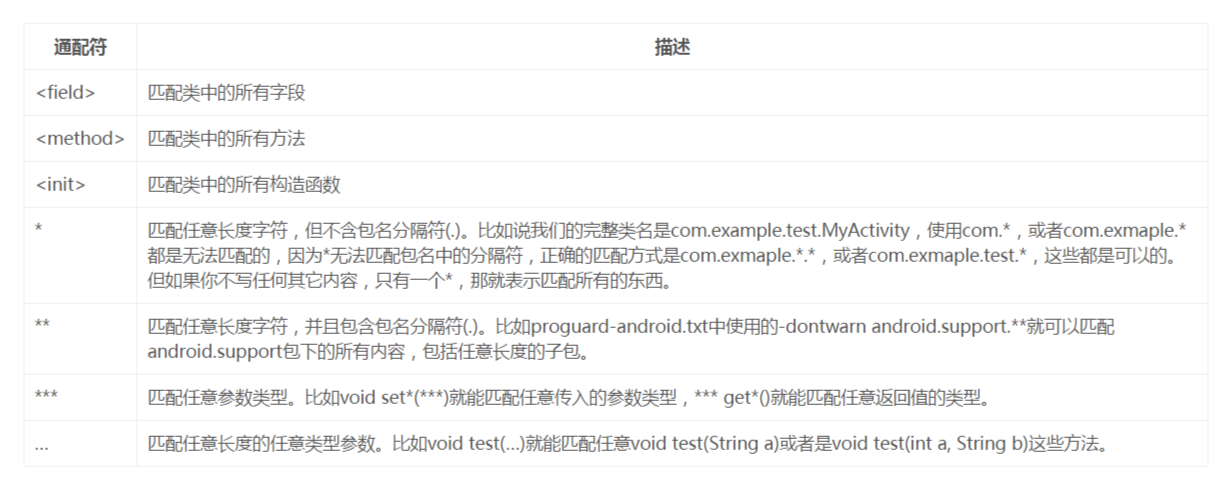 通配符 描述
<field> 匹配类中的所有字段
<method> 匹配类中的所有方法
<init> 匹配类中的所有构造函数
* 匹配任意长度字符，但不含包名分隔符(.)。比如说我们的完整类名是com.example.test.MyActivity，使用com.*，或者com.exmaple.*
都是无法匹配的，因为*无法匹配包名中的分隔符，正确的匹配方式是com.exmaple.*.*，或者com.exmaple.test.*，这些都是可以的。
但如果你不写任何其它内容，只有一个*，那就表示匹配所有的东西。
** 匹配任意长度字符，并且包含包名分隔符(.)。比如proguard-android.txt中使用的-dontwarn android.support.**就可以匹配
android.support包下的所有内容，包括任意长度的子包。
*** 匹配任意参数类型。比如void set*(***)就能匹配任意传入的参数类型，*** get*()就能匹配任意返回值的类型。
… 匹配任意长度的任意类型参数。比如void test(…)就能匹配任意void test(String a)或者是void test(int a, String b)这些方法。